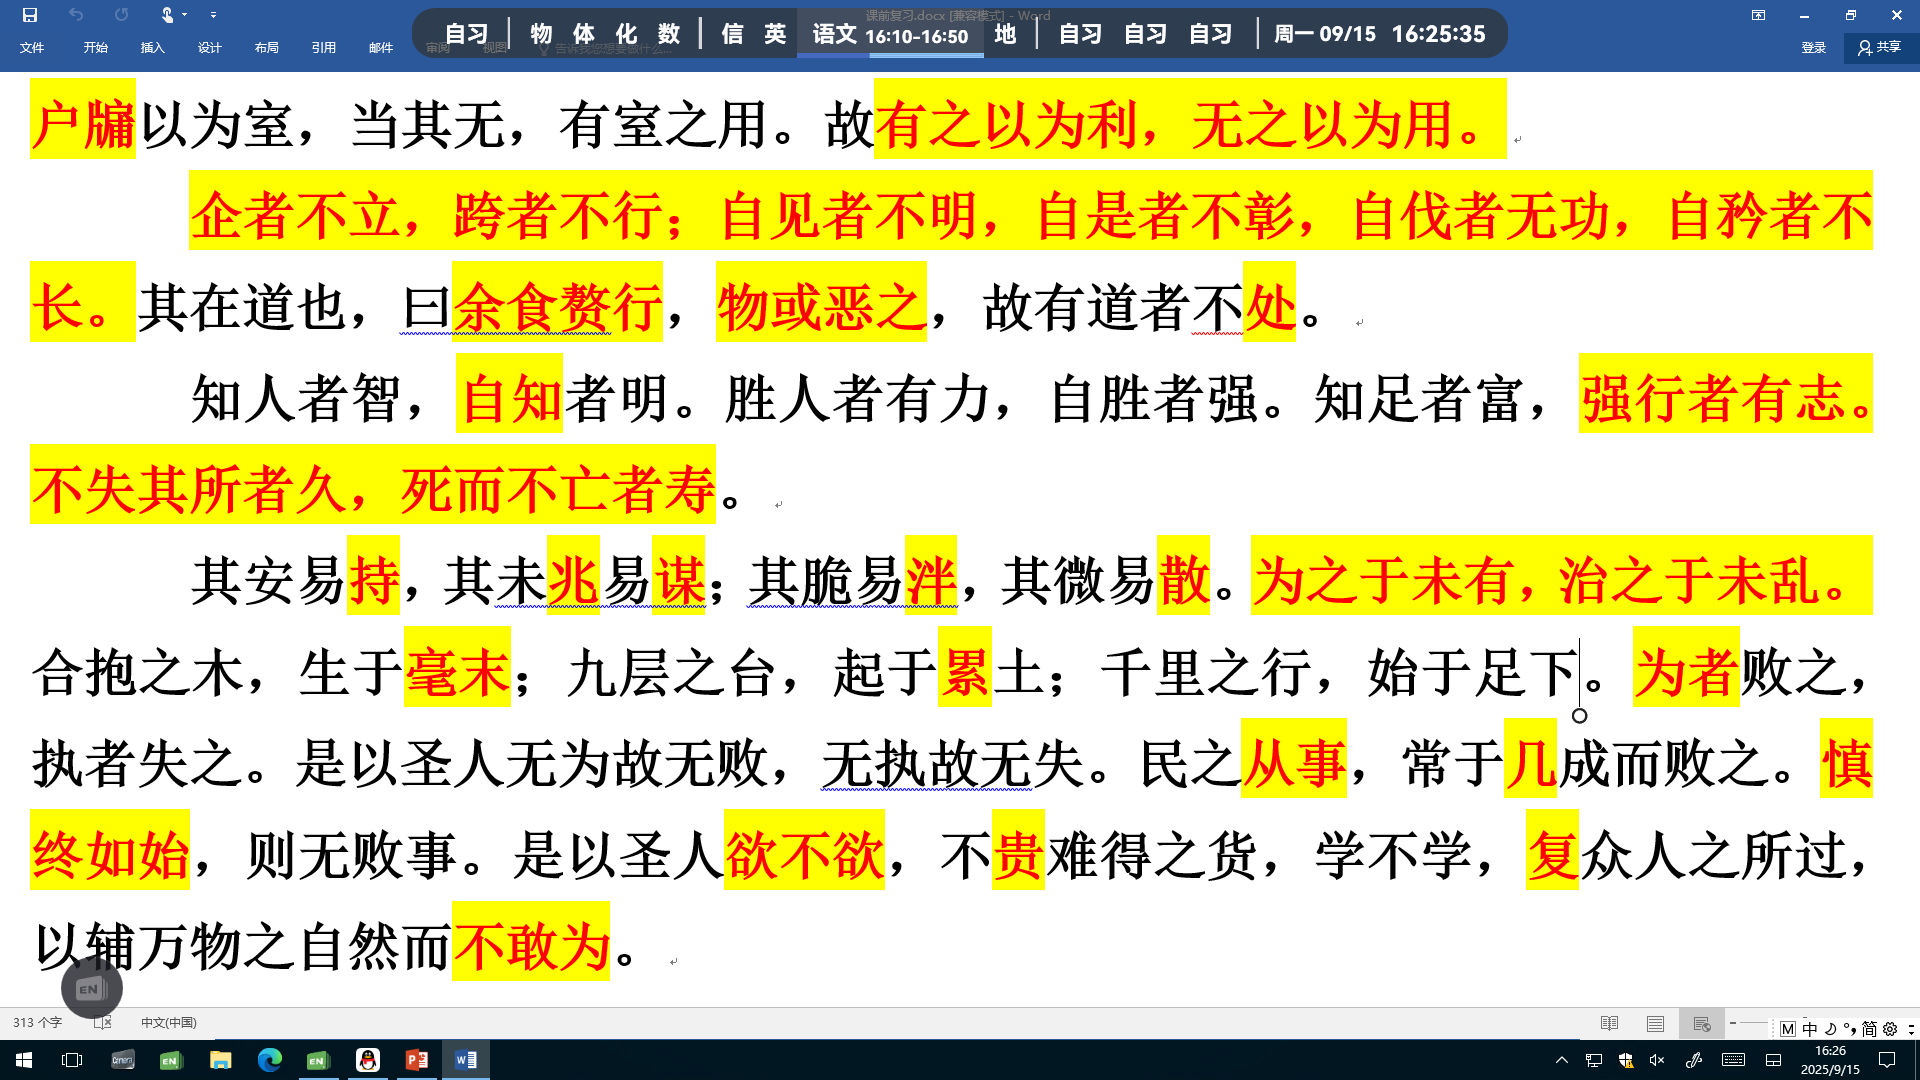 课前复习.docx [兼容模式] - Word
自习 物 体 化 数 信 英 语文 16:10-16:50 地 自习 自习 自习 周一 09/15 16:25:35
文件 开始 插入 设计 布局 引用 邮件 审阅 视图 告诉我您想要做什么... 登录 共享
户牖以为室，当其无，有室之用。故有之以为利，无之以为用。
企者不立，跨者不行；自见者不明，自是者不彰，自伐者无功，自矜者不
长。其在道也，曰余食赘行，物或恶之，故有道者不处。
知人者智，自知者明。胜人者有力，自胜者强。知足者富，强行者有志。
不失其所者久，死而不亡者寿。
其安易持，其未兆易谋；其脆易泮，其微易散。为之于未有，治之于未乱。
合抱之木，生于毫末；九层之台，起于累土；千里之行，始于足下。为者败之，
执者失之。是以圣人无为故无败，无执故无失。民之从事，常于几成而败之。慎
终如始，则无败事。是以圣人欲不欲，不贵难得之货，学不学，复众人之所过，
以辅万物之自然而不敢为。
EN
313 个字 中文(中国)
M 中 简
EN EN P W
16:26
2025/9/15